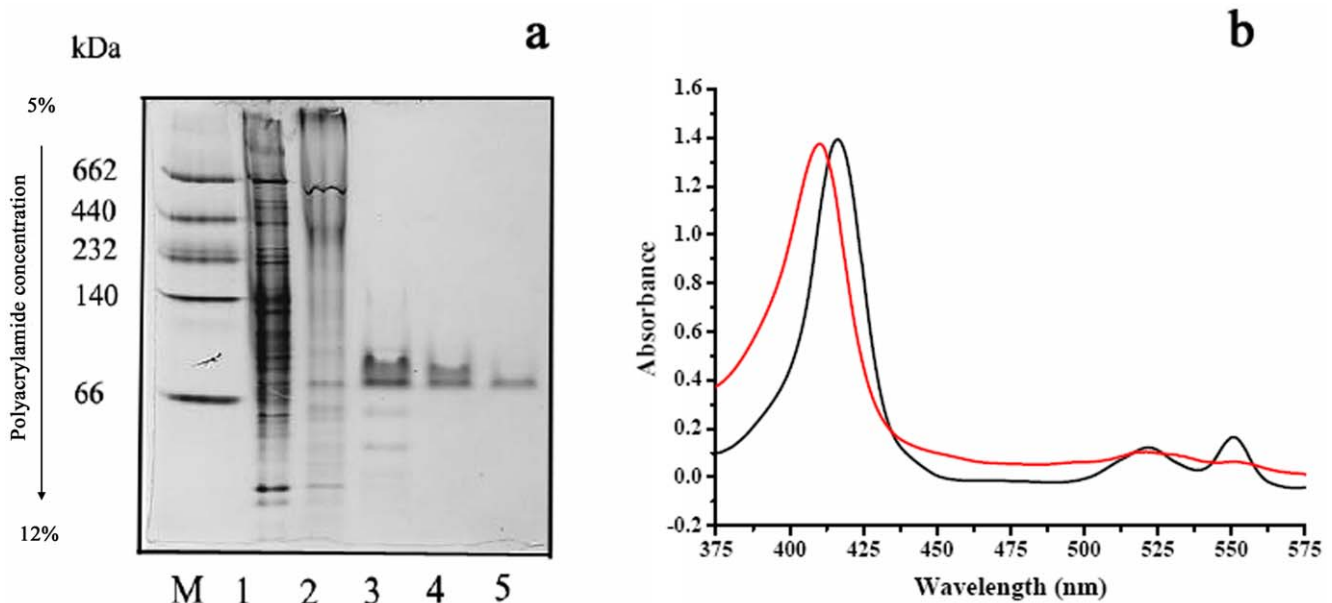 a
kDa
5%
662
440
232
140
66
Polyacrylamide concentration
12%
M 1 2 3 4 5
b
1.6
1.4
1.2
1.0
0.8
0.6
0.4
0.2
0.0
-0.2
Absorbance
375 400 425 450 475 500 525 550 575
Wavelength (nm)